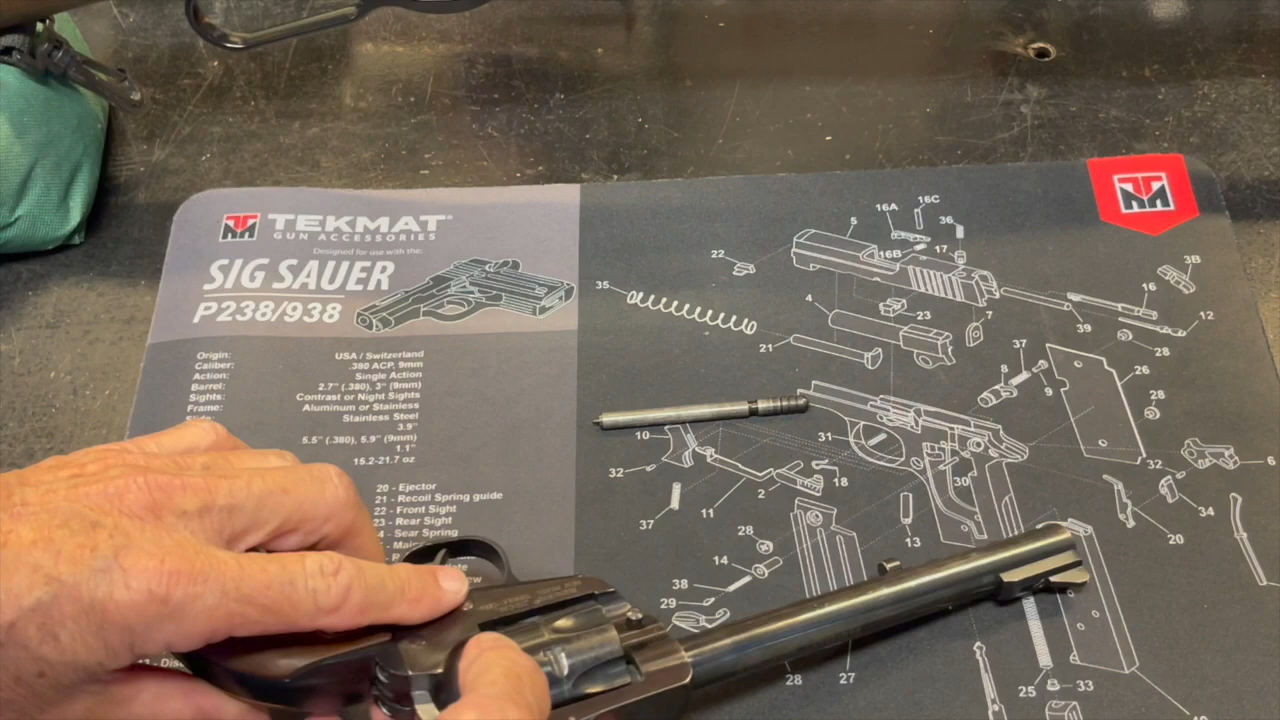 TEKMAT®
GUN ACCESSORIES
Designed for use with the:
SIG SAUER
P238/938
Origin: USA / Switzerland
Caliber: .380 ACP, 9mm
Action: Single Action
Barrel: 2.7" (.380), 3" (9mm)
Sights: Contrast or Night Sights
Frame: Aluminum or Stainless
Slide: Stainless Steel
3.9"
5.5" (.380), 5.9" (9mm)
1.1"
15.2-21.7 oz
20 - Ejector
21 - Recoil Spring guide
22 - Front Sight
23 - Rear Sight
- Sear Spring
16A
16C
5
36
22
16B
17
3B
35
4
23
16
7
39
12
21
28
37
8
9
26
28
10
31
32
2
18
30
32
6
37
11
34
28
13
20
14
38
29
28
27
25
33